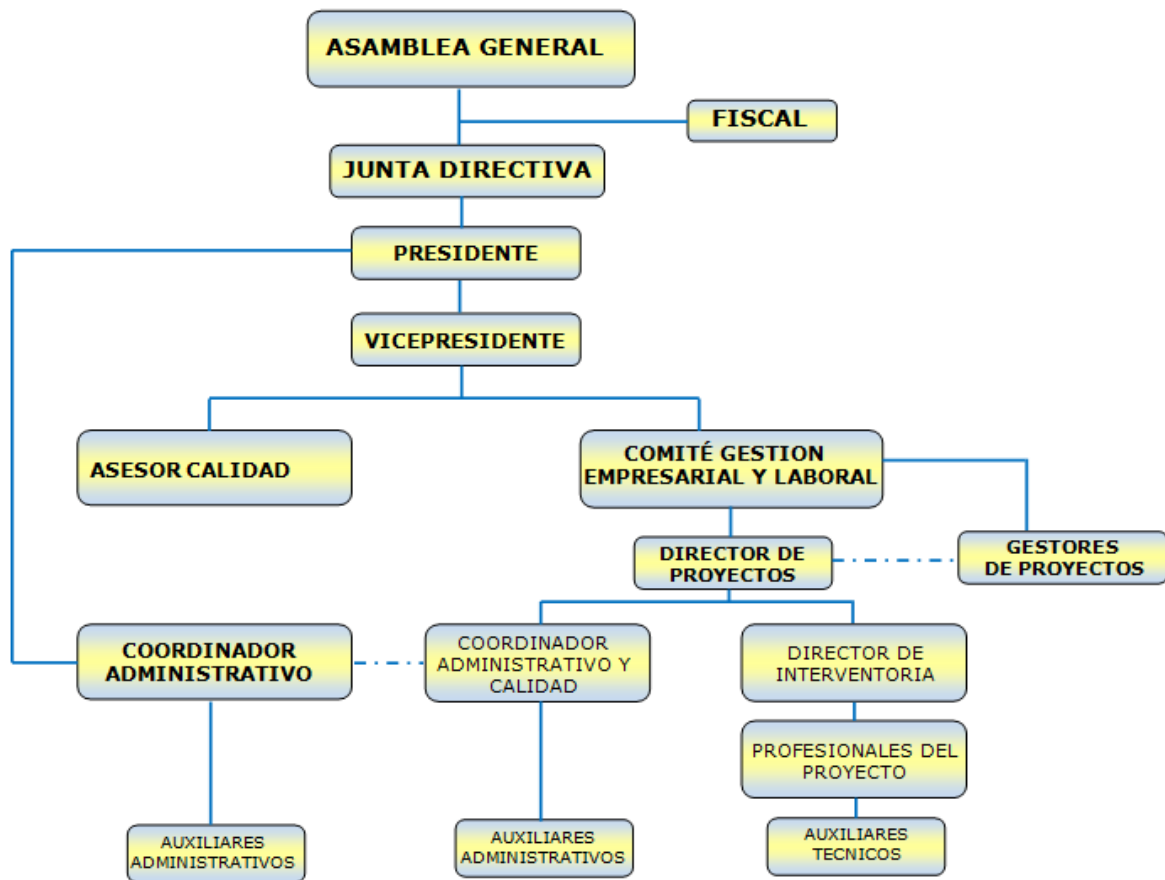 ASAMBLEA GENERAL
FISCAL
JUNTA DIRECTIVA
PRESIDENTE
VICEPRESIDENTE
ASESOR CALIDAD
COMITÉ GESTION
EMPRESARIAL Y LABORAL
DIRECTOR DE
PROYECTOS
GESTORES
DE PROYECTOS
COORDINADOR
ADMINISTRATIVO
COORDINADOR
ADMINISTRATIVO Y
CALIDAD
DIRECTOR DE
INTERVENTORIA
PROFESIONALES DEL
PROYECTO
AUXILIARES
ADMINISTRATIVOS
AUXILIARES
ADMINISTRATIVOS
AUXILIARES
TECNICOS